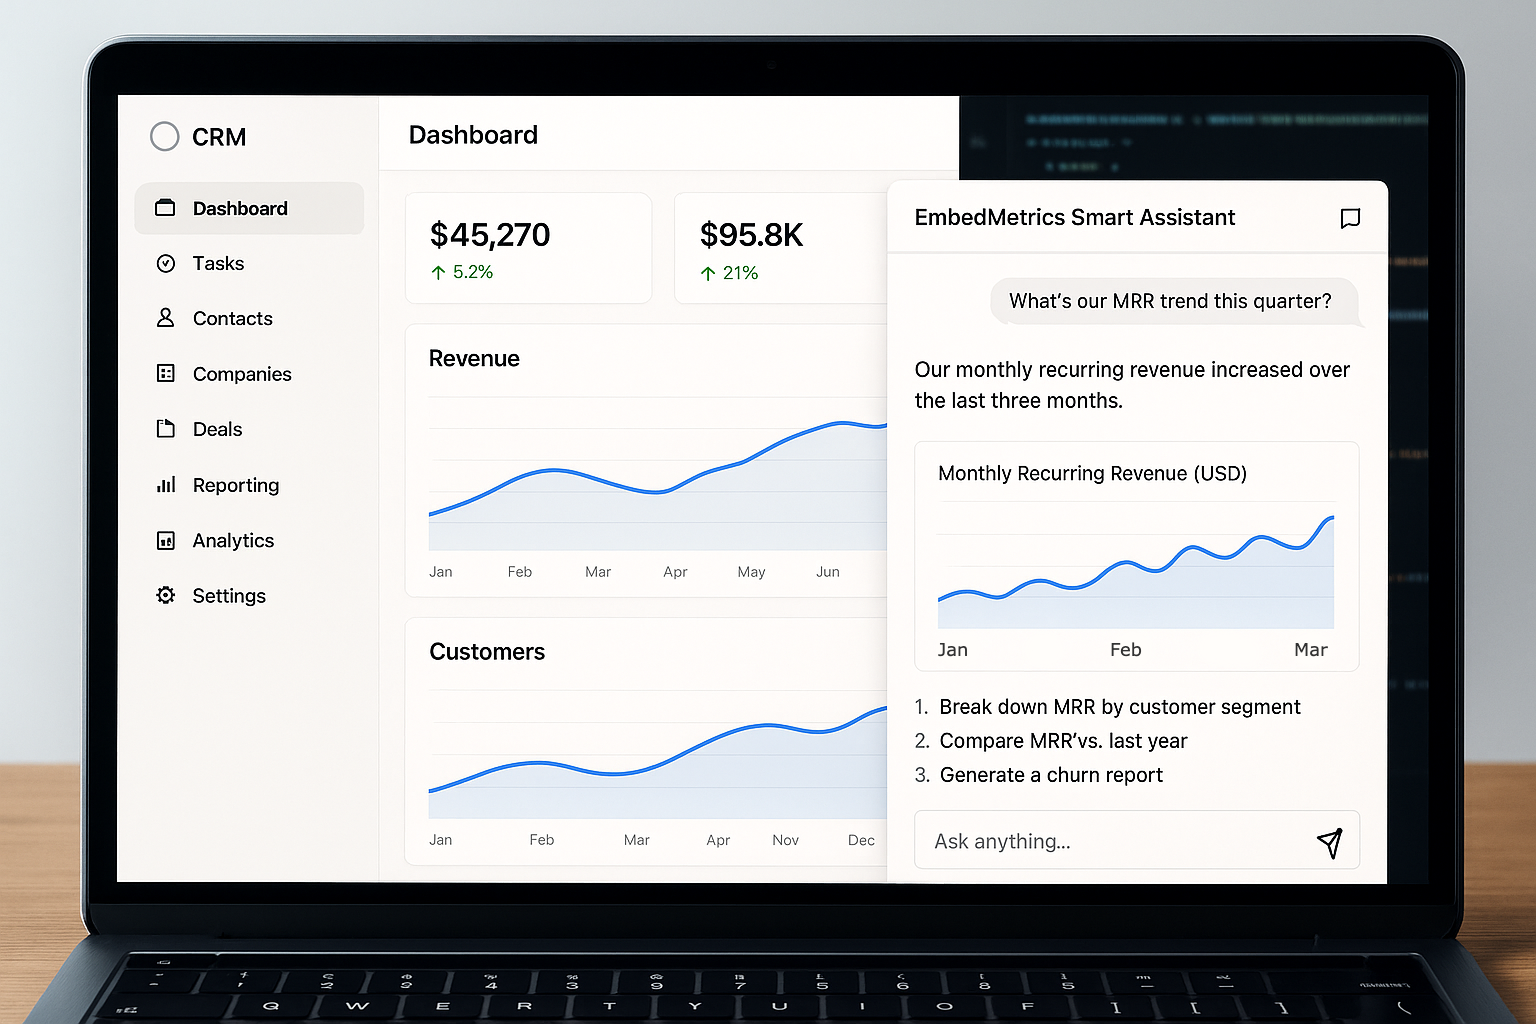 CRM
Dashboard
Tasks
Contacts
Companies
Deals
Reporting
Analytics
Settings
Dashboard
$45,270
↑ 5.2%
$95.8K
↑ 21%
Revenue
Jan Feb Mar Apr May Jun
Customers
Jan Feb Mar Apr Nov Dec
EmbedMetrics Smart Assistant
What's our MRR trend this quarter?
Our monthly recurring revenue increased over
the last three months.
Monthly Recurring Revenue (USD)
Jan Feb Mar
1. Break down MRR by customer segment
2. Compare MRR'vs. last year
3. Generate a churn report
Ask anything...
Q W E R T Y U I O F